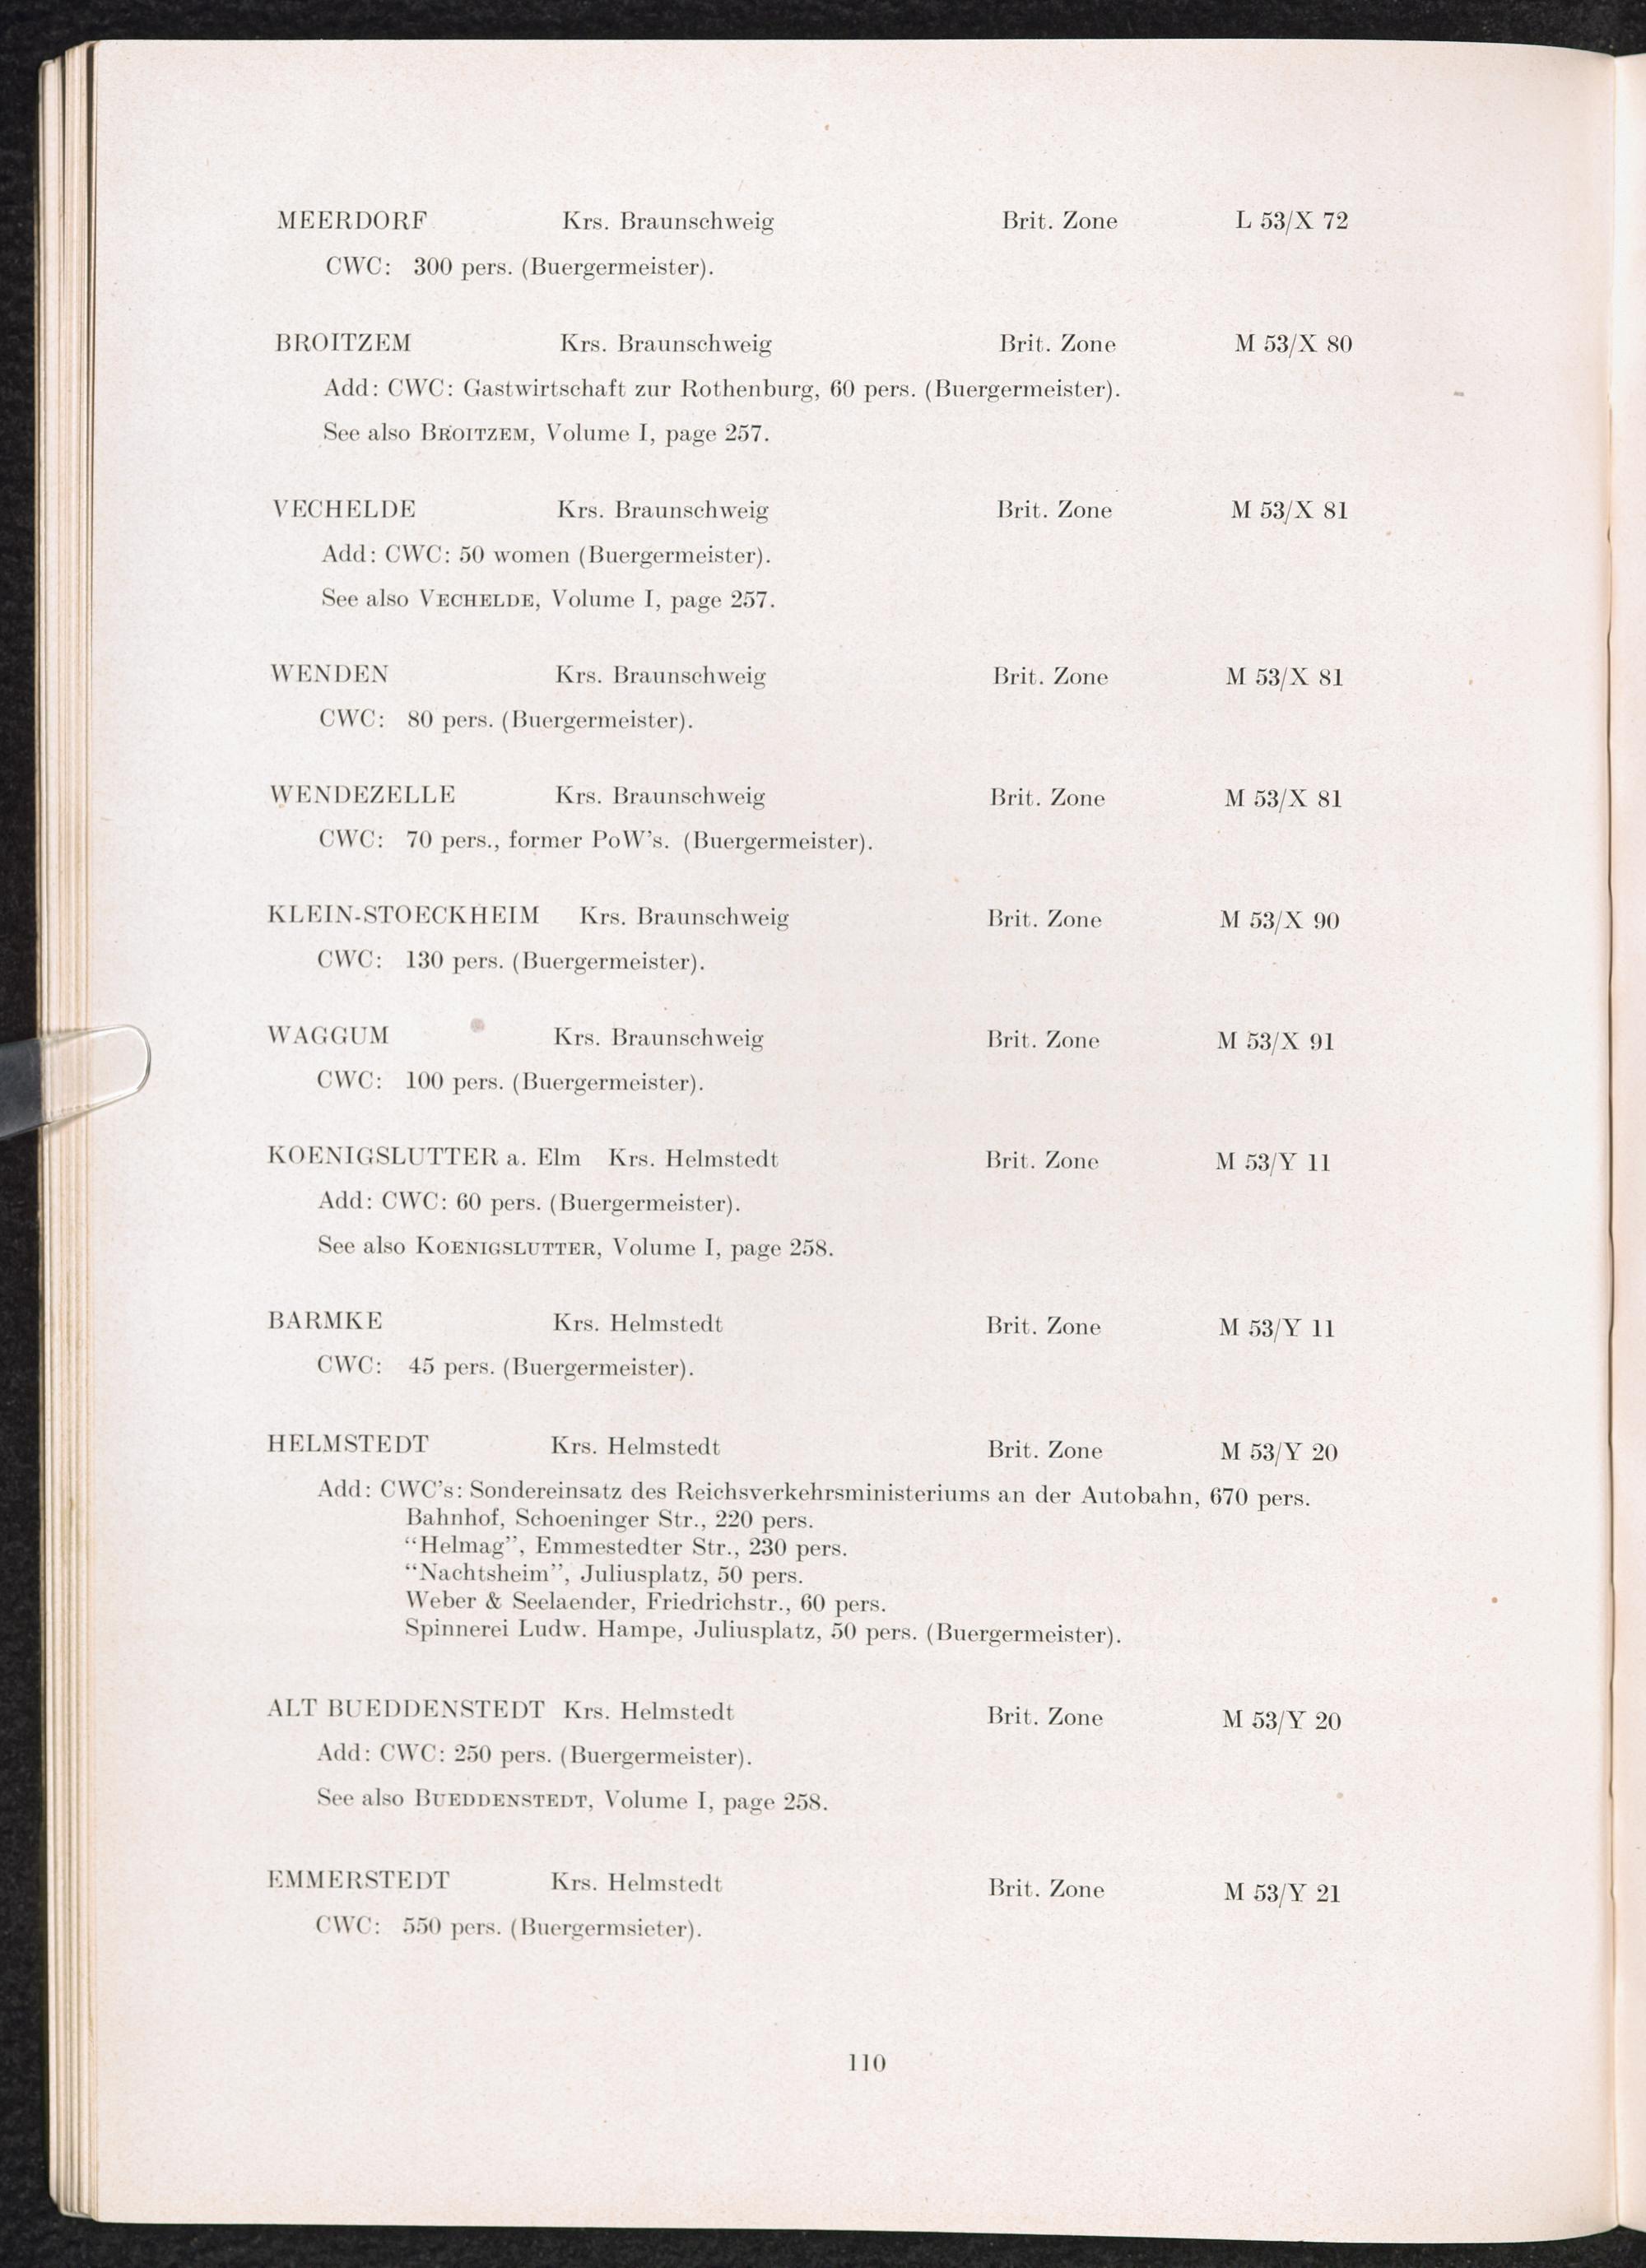 MEERDORF Krs. Braunschweig Brit. Zone L 53/X 72
CWC: 300 pers. (Buergermeister).
BROITZEM Krs. Braunschweig Brit. Zone M 53/X 80
Add: CWC: Gastwirtschaft zur Rothenburg, 60 pers. (Buergermeister).
See also BROITZEM, Volume I, page 257.
VECHELDE Krs. Braunschweig Brit. Zone M 53/X 81
Add: CWC: 50 women (Buergermeister).
See also VECHELDE, Volume I, page 257.
WENDEN Krs. Braunschweig Brit. Zone M 53/X 81
CWC: 80 pers. (Buergermeister).
WENDEZELLE Krs. Braunschweig Brit. Zone M 53/X 81
CWC: 70 pers., former PoW's. (Buergermeister).
KLEIN-STOECKHEIM Krs. Braunschweig Brit. Zone M 53/X 90
CWC: 130 pers. (Buergermeister).
WAGGUM Krs. Braunschweig Brit. Zone M 53/X 91
CWC: 100 pers. (Buergermeister).
KOENIGSLUTTER a. Elm Krs. Helmstedt Brit. Zone M 53/Y 11
Add: CWC: 60 pers. (Buergermeister).
See also KOENIGSLUTTER, Volume I, page 258.
BARMKE Krs. Helmstedt Brit. Zone M 53/Y 11
CWC: 45 pers. (Buergermeister).
HELMSTEDT Krs. Helmstedt Brit. Zone M 53/Y 20
Add: CWC's: Sondereinsatz des Reichsverkehrsministeriums an der Autobahn, 670 pers.
Bahnhof, Schoeninger Str., 220 pers.
"Helmag", Emmestedter Str., 230 pers.
"Nachtsheim", Juliusplatz, 50 pers.
Weber & Seelaender, Friedrichstr., 60 pers.
Spinnerei Ludw. Hampe, Juliusplatz, 50 pers. (Buergermeister).
ALT BUEDDENSTEDT Krs. Helmstedt Brit. Zone M 53/Y 20
Add: CWC: 250 pers. (Buergermeister).
See also BUEDDENSTEDT, Volume I, page 258.
EMMERSTEDT Krs. Helmstedt Brit. Zone M 53/Y 21
CWC: 550 pers. (Buergermsieter).
110